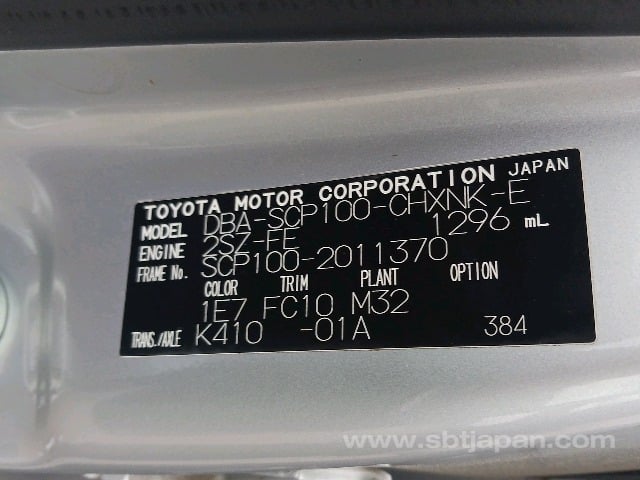 TOYOTA MOTOR CORPORATION JAPAN
MODEL DBA-SCP100-CHXNK-E
ENGINE 2SZ-FE 1296 mL
FRAME No. SCP100-2011370
COLOR TRIM PLANT OPTION
1E7 FC10 M32
TRANS./AXLE K410 -01A 384
www.sbtjapan.com